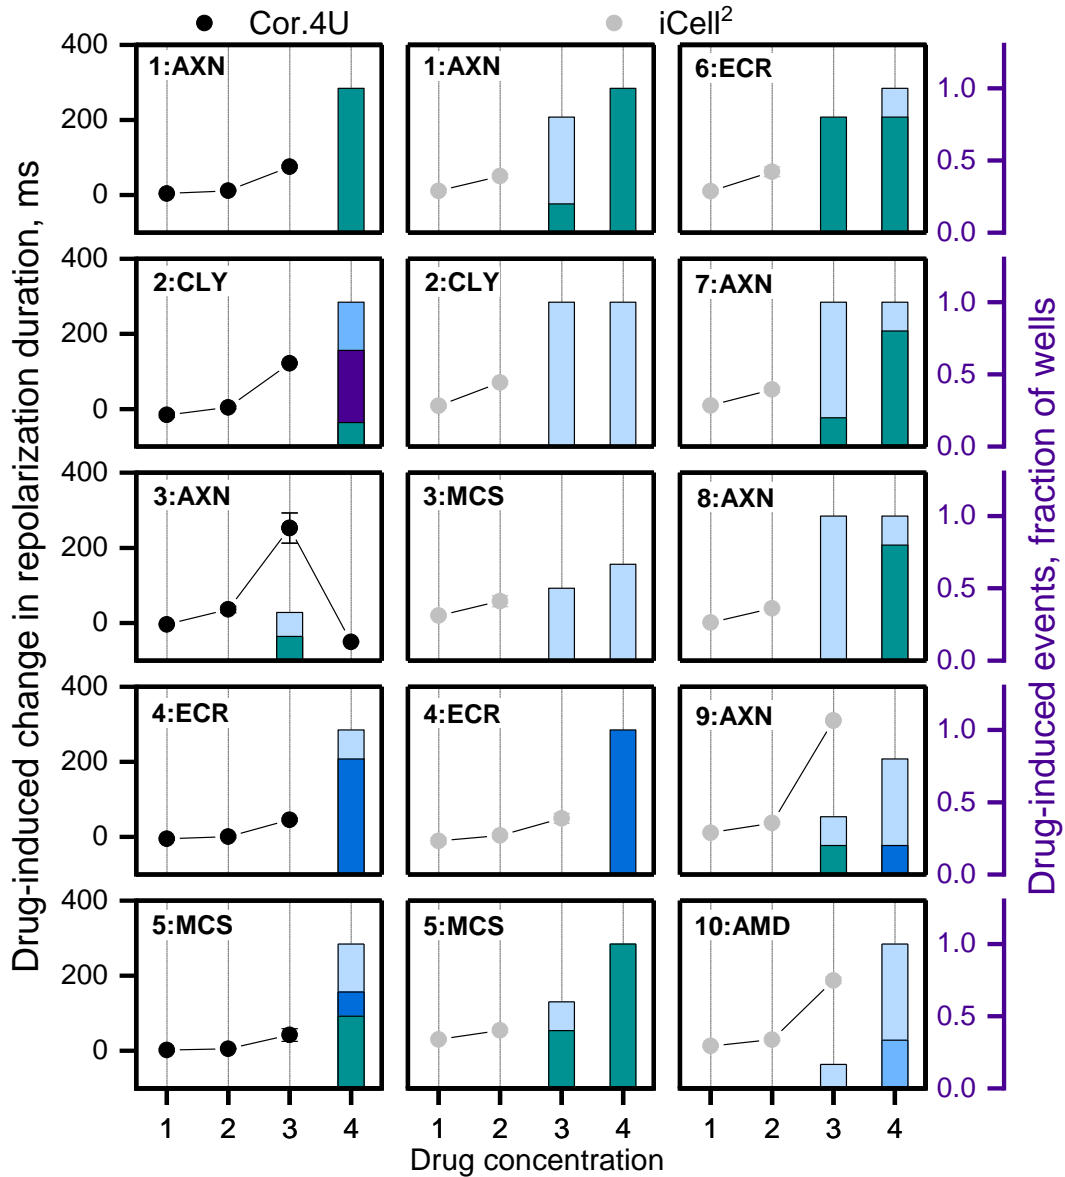 Cor.4U
iCell²
Drug-induced change in repolarization duration, ms
Drug-induced events, fraction of wells
400
200
0
1:AXN
1:AXN
6:ECR
1.0
0.5
0.0
400
200
0
2:CLY
2:CLY
7:AXN
1.0
0.5
0.0
400
200
0
3:AXN
3:MCS
8:AXN
1.0
0.5
0.0
400
200
0
4:ECR
4:ECR
9:AXN
1.0
0.5
0.0
400
200
0
5:MCS
5:MCS
10:AMD
1.0
0.5
0.0
1 2 3 4
1 2 3 4
1 2 3 4
Drug concentration